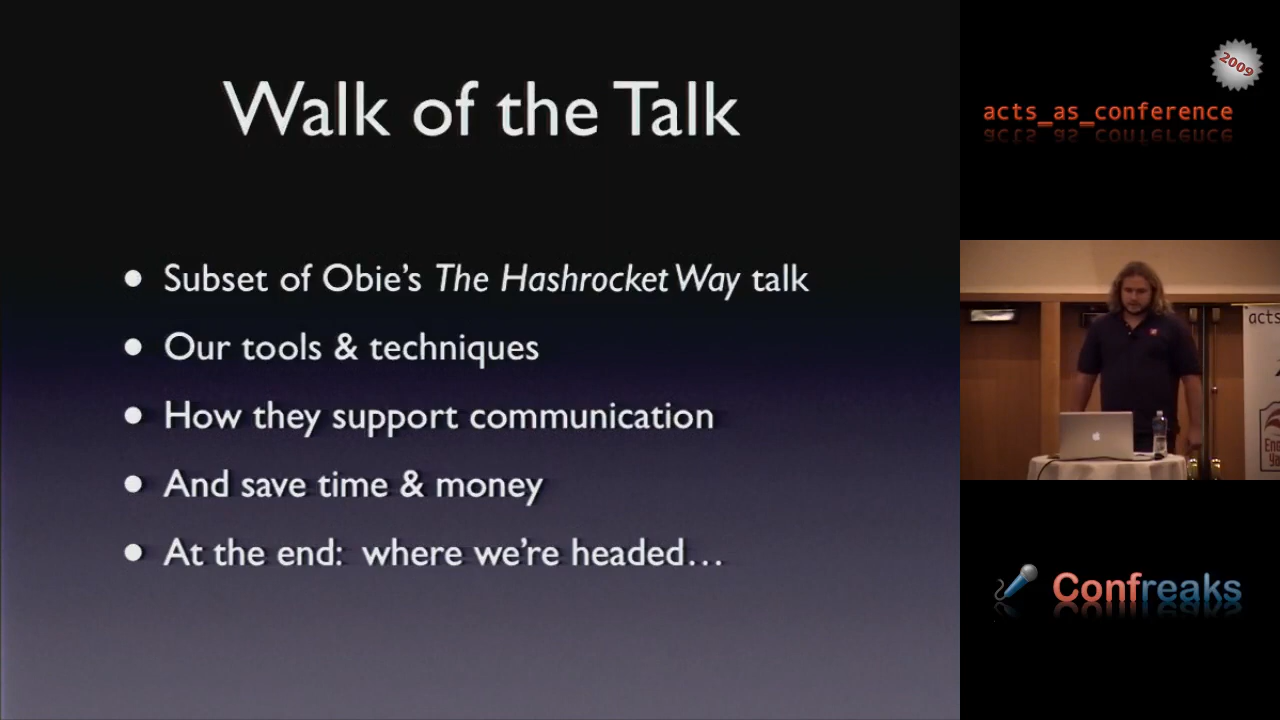 Walk of the Talk
• Subset of Obie's The Hashrocket Way talk
• Our tools & techniques
• How they support communication
• And save time & money
• At the end: where we're headed…
2009
acts_as_conference
acts
Confreaks